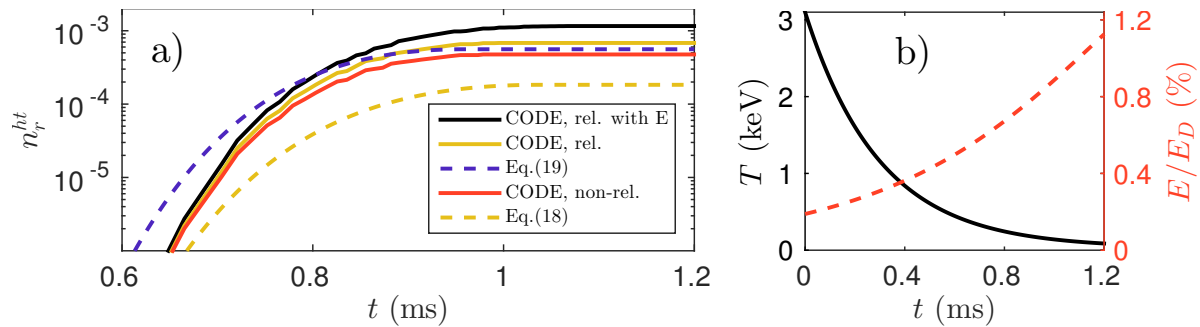 a)
n_r^{ht}
10^{-3}
10^{-4}
10^{-5}
CODE, rel. with E
CODE, rel.
Eq.(19)
CODE, non-rel.
Eq.(18)
0.6 0.8 1 1.2
t (ms)
b)
T (keV)
3
2
1
0
E/E_D (%)
1.2
0.8
0.4
0
0 0.4 0.8 1.2
t (ms)